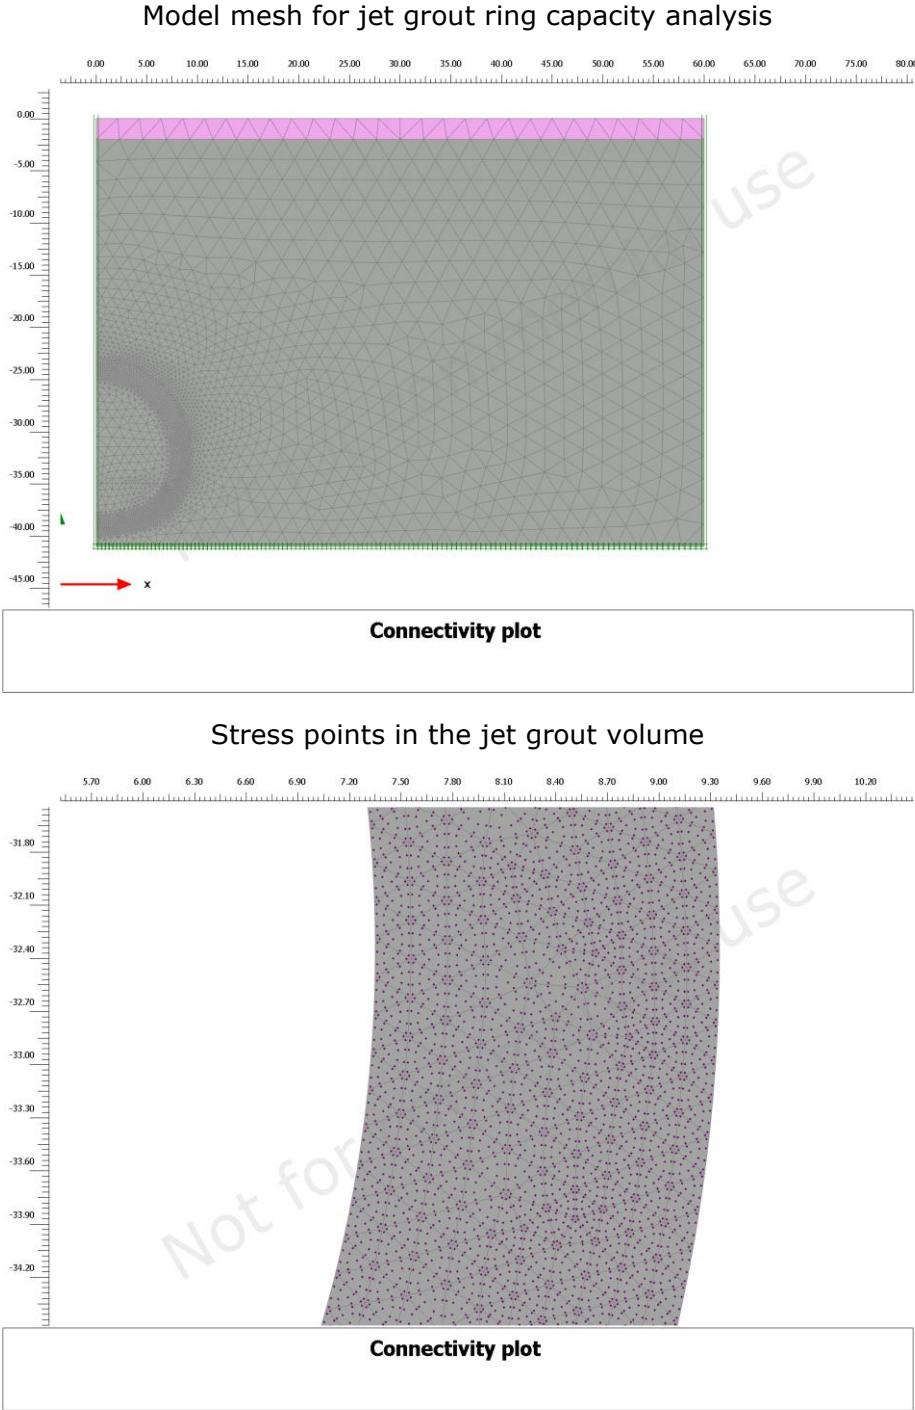 Model mesh for jet grout ring capacity analysis
0.00 5.00 10.00 15.00 20.00 25.00 30.00 35.00 40.00 45.00 50.00 55.00 60.00 65.00 70.00 75.00 80.00
0.00
-5.00
use
-10.00
-15.00
-20.00
-25.00
-30.00
-35.00
-40.00
-45.00
x
Connectivity plot
Stress points in the jet grout volume
5.70 6.00 6.30 6.60 6.90 7.20 7.50 7.80 8.10 8.40 8.70 9.00 9.30 9.60 9.90 10.20
-31.80
-32.10
use
-32.40
-32.70
-33.00
-33.30
-33.60
-33.90
Not for
-34.20
Connectivity plot